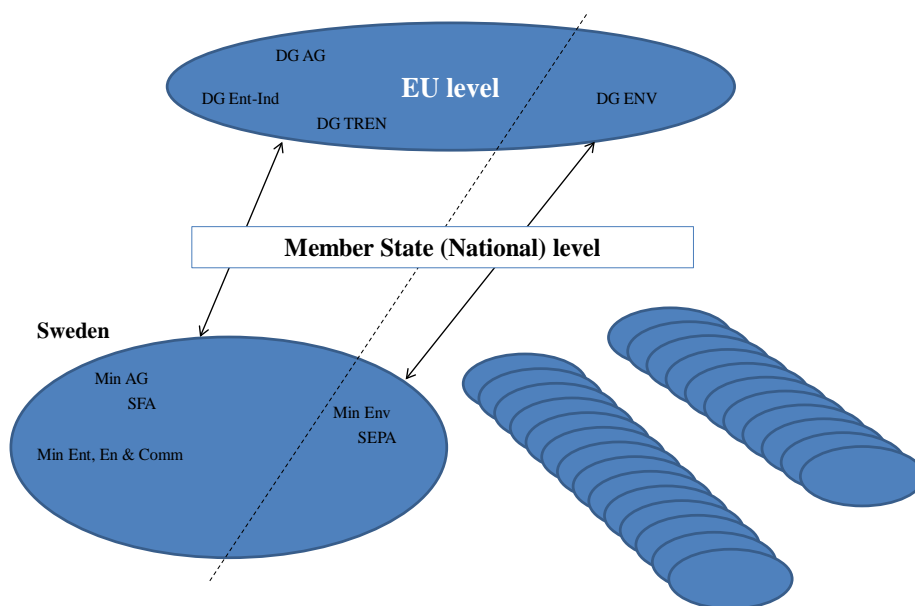 DG AG
EU level
DG Ent-Ind
DG ENV
DG TREN
Member State (National) level
Sweden
Min AG
SFA
Min Env
SEPA
Min Ent, En & Comm